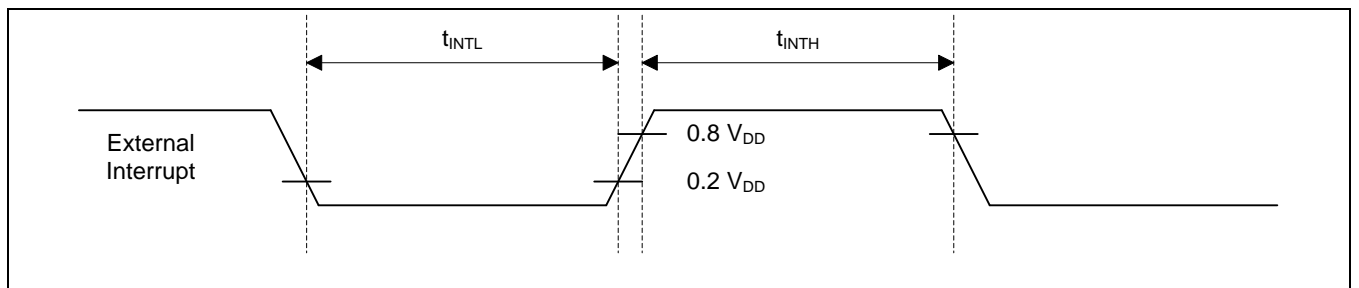 tINTL
tINTH
External
Interrupt
0.8 VDD
0.2 VDD